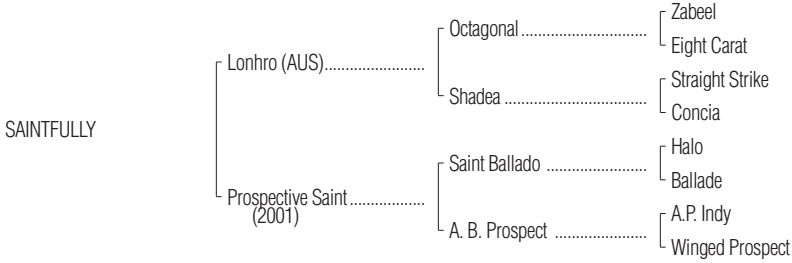 Zabeel
Octagonal..............................
Eight Carat
Lonhro (AUS)........................
Straight Strike
Shadea ..................................
Concia
SAINTFULLY
Halo
Saint Ballado ........................
Ballade
Prospective Saint..................
(2001)
A.P. Indy
A. B. Prospect ......................
Winged Prospect